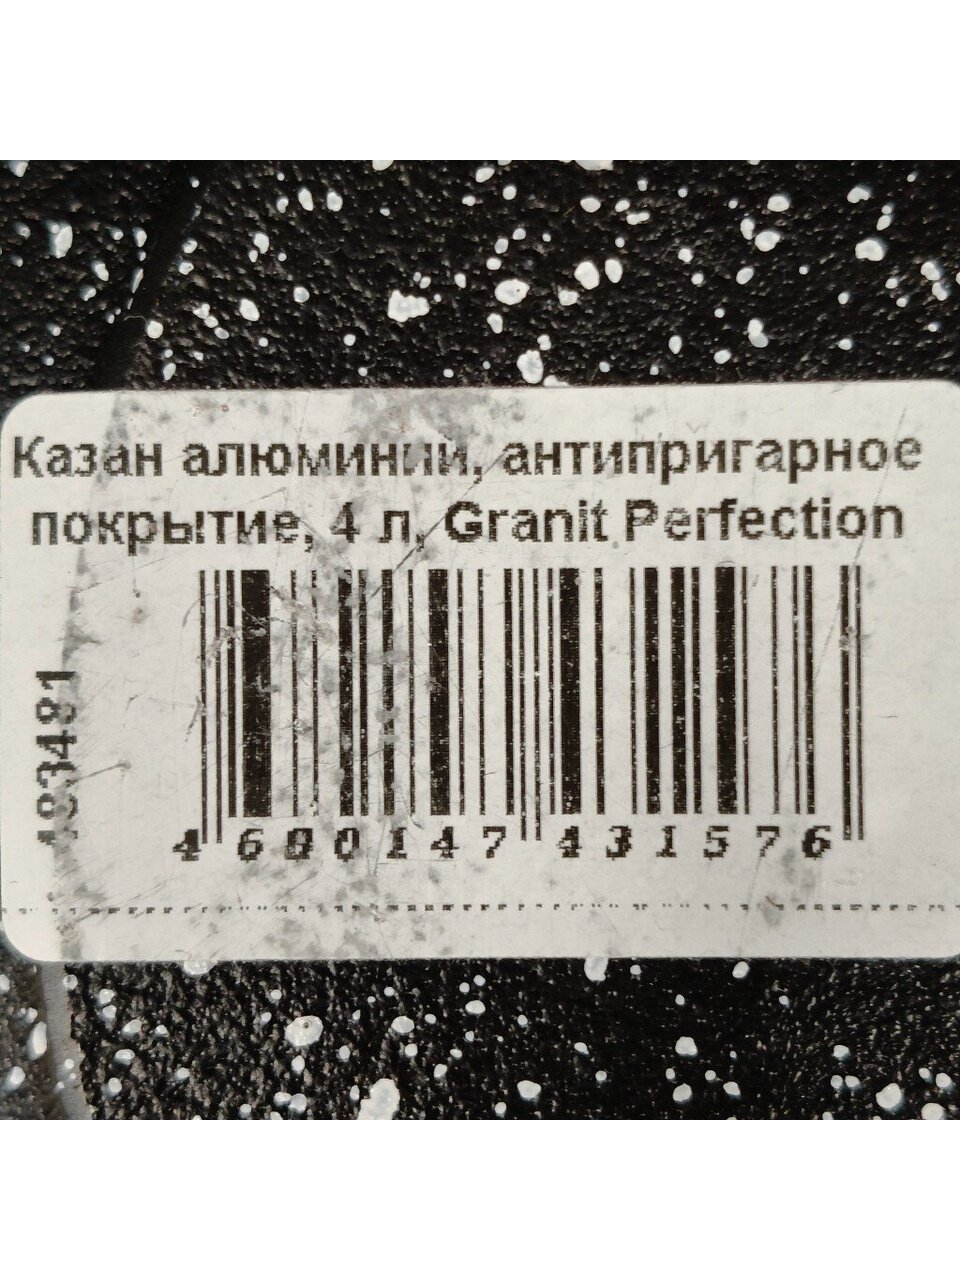 Казан алюминий, антипригарное
покрытие, 4 л, Granit Perfection
4 600147 431576